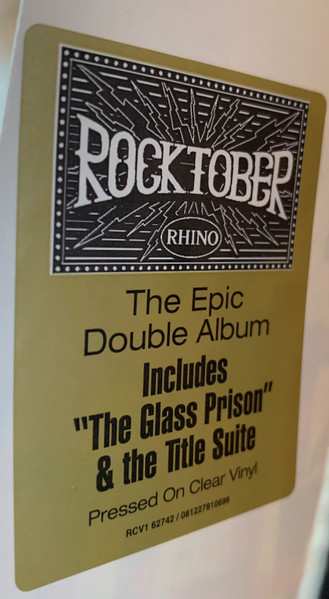 ROCKTOBER
RHINO
The Epic
Double Album
Includes
"The Glass Prison"
& the Title Suite
Pressed On Clear Vinyl
RCV1 62742 / 081227810698